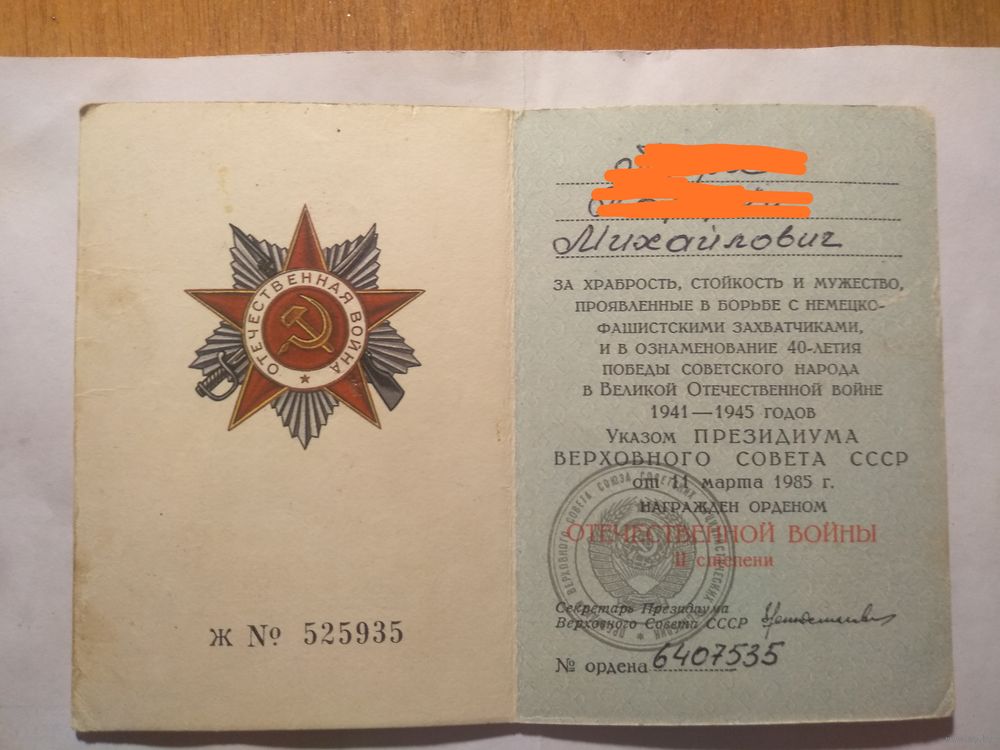 ОТЕЧЕСТВЕННАЯ ВОЙНА
Ж № 525935
Михайлович
ЗА ХРАБРОСТЬ, СТОЙКОСТЬ И МУЖЕСТВО,
ПРОЯВЛЕННЫЕ В БОРЬБЕ С НЕМЕЦКО-
ФАШИСТСКИМИ ЗАХВАТЧИКАМИ,
И В ОЗНАМЕНОВАНИЕ 40-ЛЕТИЯ
ПОБЕДЫ СОВЕТСКОГО НАРОДА
В ВЕЛИКОЙ ОТЕЧЕСТВЕННОЙ ВОЙНЕ
1941—1945 ГОДОВ
УКАЗОМ ПРЕЗИДИУМА
ВЕРХОВНОГО СОВЕТА СССР
от 11 марта 1985 г.
НАГРАЖДЕН ОРДЕНОМ
ОТЕЧЕСТВЕННОЙ ВОЙНЫ
II степени
Секретарь Президиума
Верховного Совета СССР
№ ордена 6407535